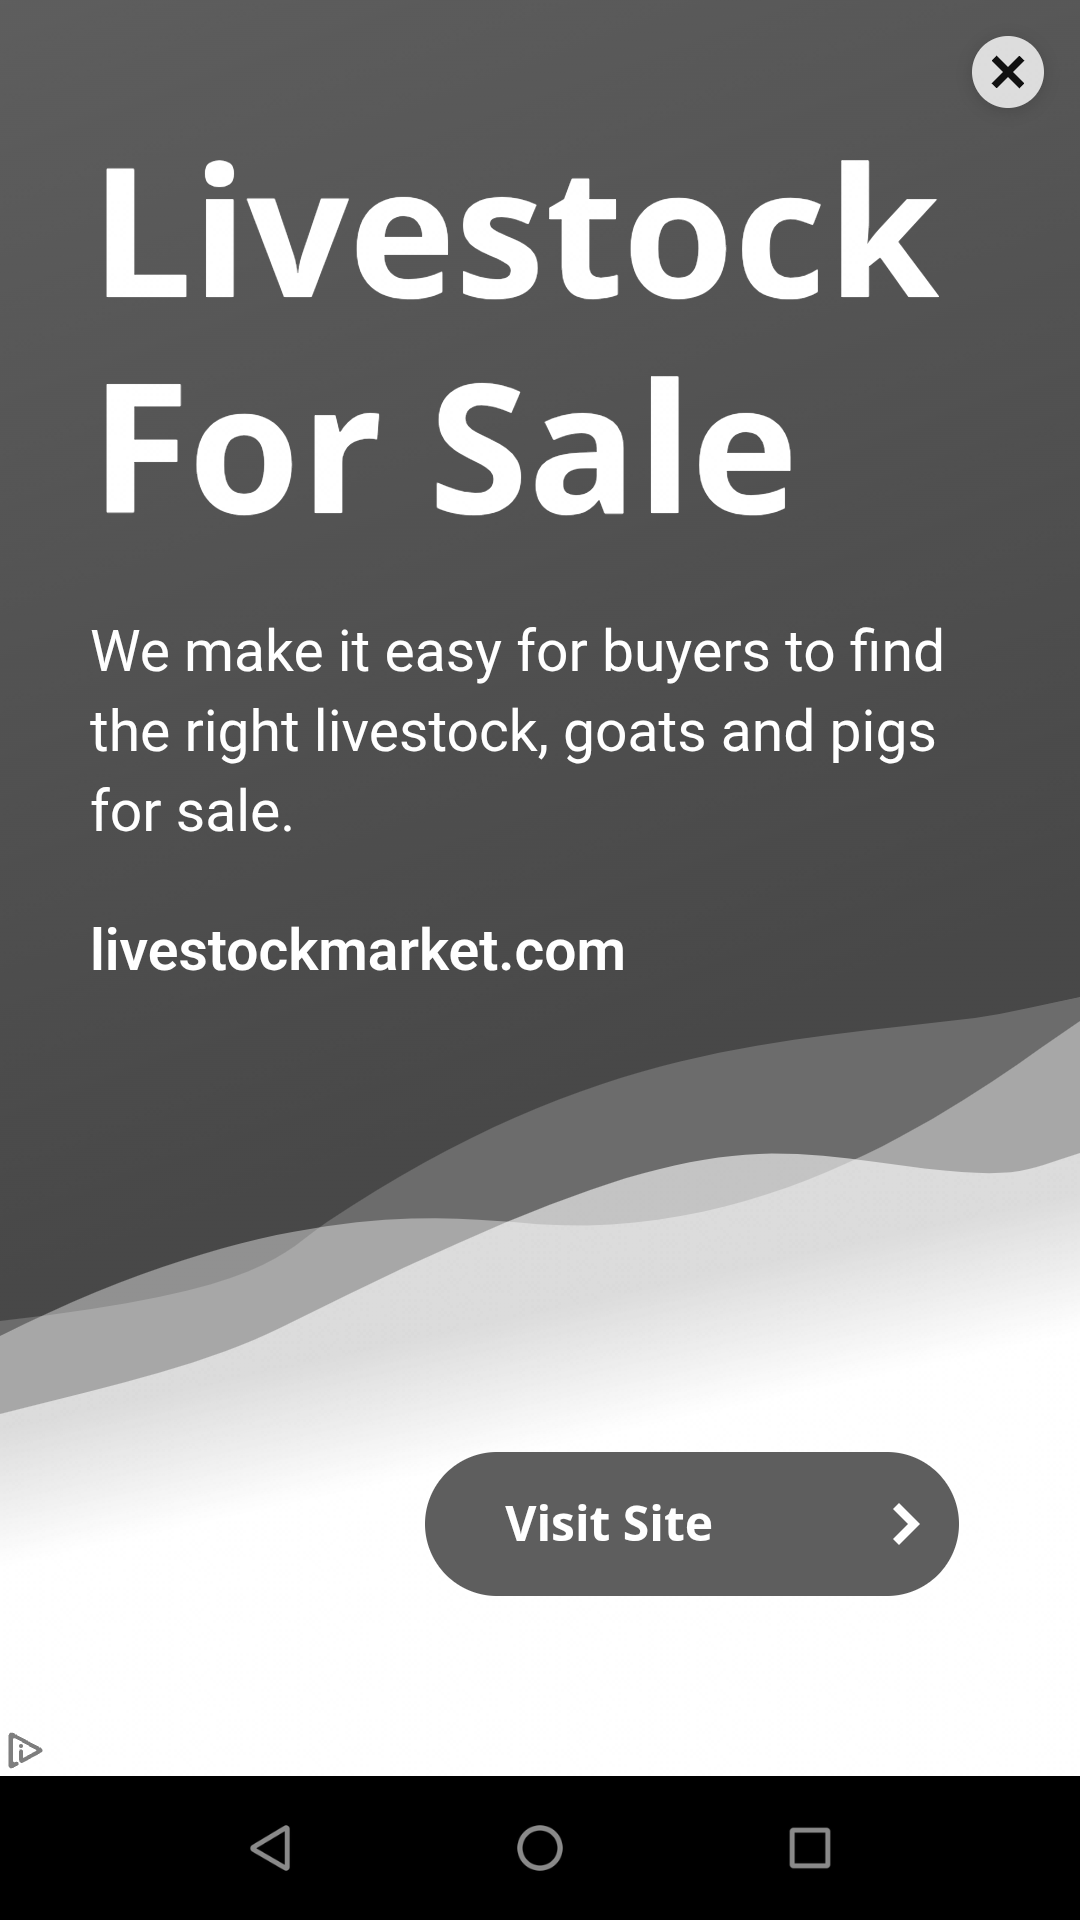 Livestock
For Sale
We make it easy for buyers to find
the right livestock, goats and pigs
for sale.
livestockmarket.com
Visit Site